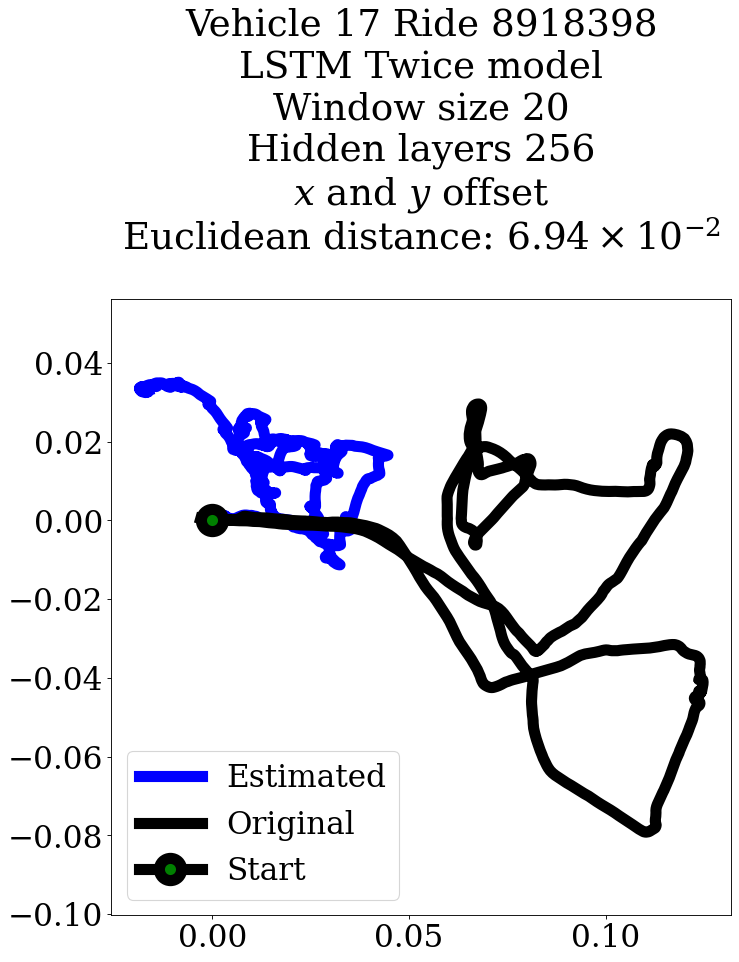 Vehicle 17 Ride 8918398
LSTM Twice model
Window size 20
Hidden layers 256
x and y offset
Euclidean distance: 6.94 × 10⁻²
0.04
0.02
0.00
−0.02
−0.04
−0.06
−0.08
−0.10
Estimated
Original
Start
0.00 0.05 0.10